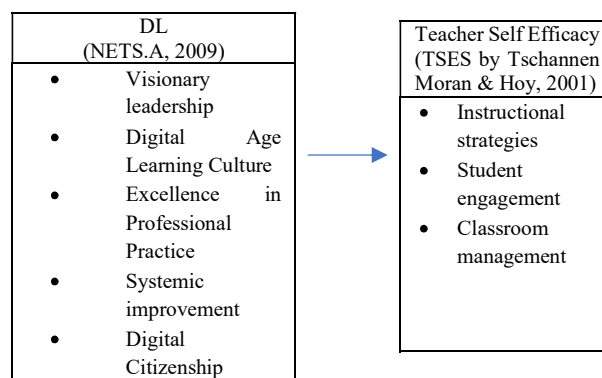 DL
(NETS.A, 2009)
• Visionary
leadership
• Digital Age
Learning Culture
• Excellence in
Professional
Practice
• Systemic
improvement
• Digital
Citizenship
Teacher Self Efficacy
(TSES by Tschannen
Moran & Hoy, 2001)
• Instructional
strategies
• Student
engagement
• Classroom
management